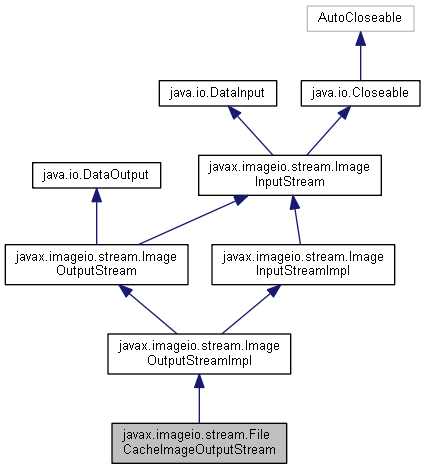 AutoCloseable
java.io.DataInput
java.io.Closeable
javax.imageio.stream.Image
InputStream
java.io.DataOutput
javax.imageio.stream.Image
OutputStream
javax.imageio.stream.Image
InputStreamImpl
javax.imageio.stream.Image
OutputStreamImpl
javax.imageio.stream.File
CacheImageOutputStream